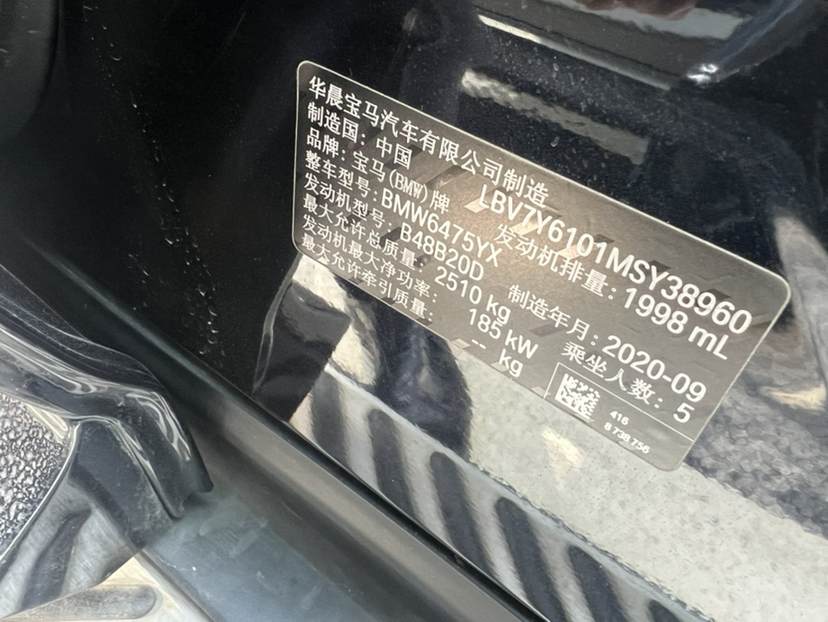 华晨宝马汽车有限公司制造
制造国：中国 LBV7Y6101MSY38960
品牌：宝马(BMW)牌 发动机排量：1998 mL
整车型号：BMW6475YX
发动机型号：B48B20D 制造年月：2020-09
最大允许总质量：2510 kg 乘坐人数：5
发动机最大净功率：185 kW
最大允许牵引质量：-- kg
416
8 738 756